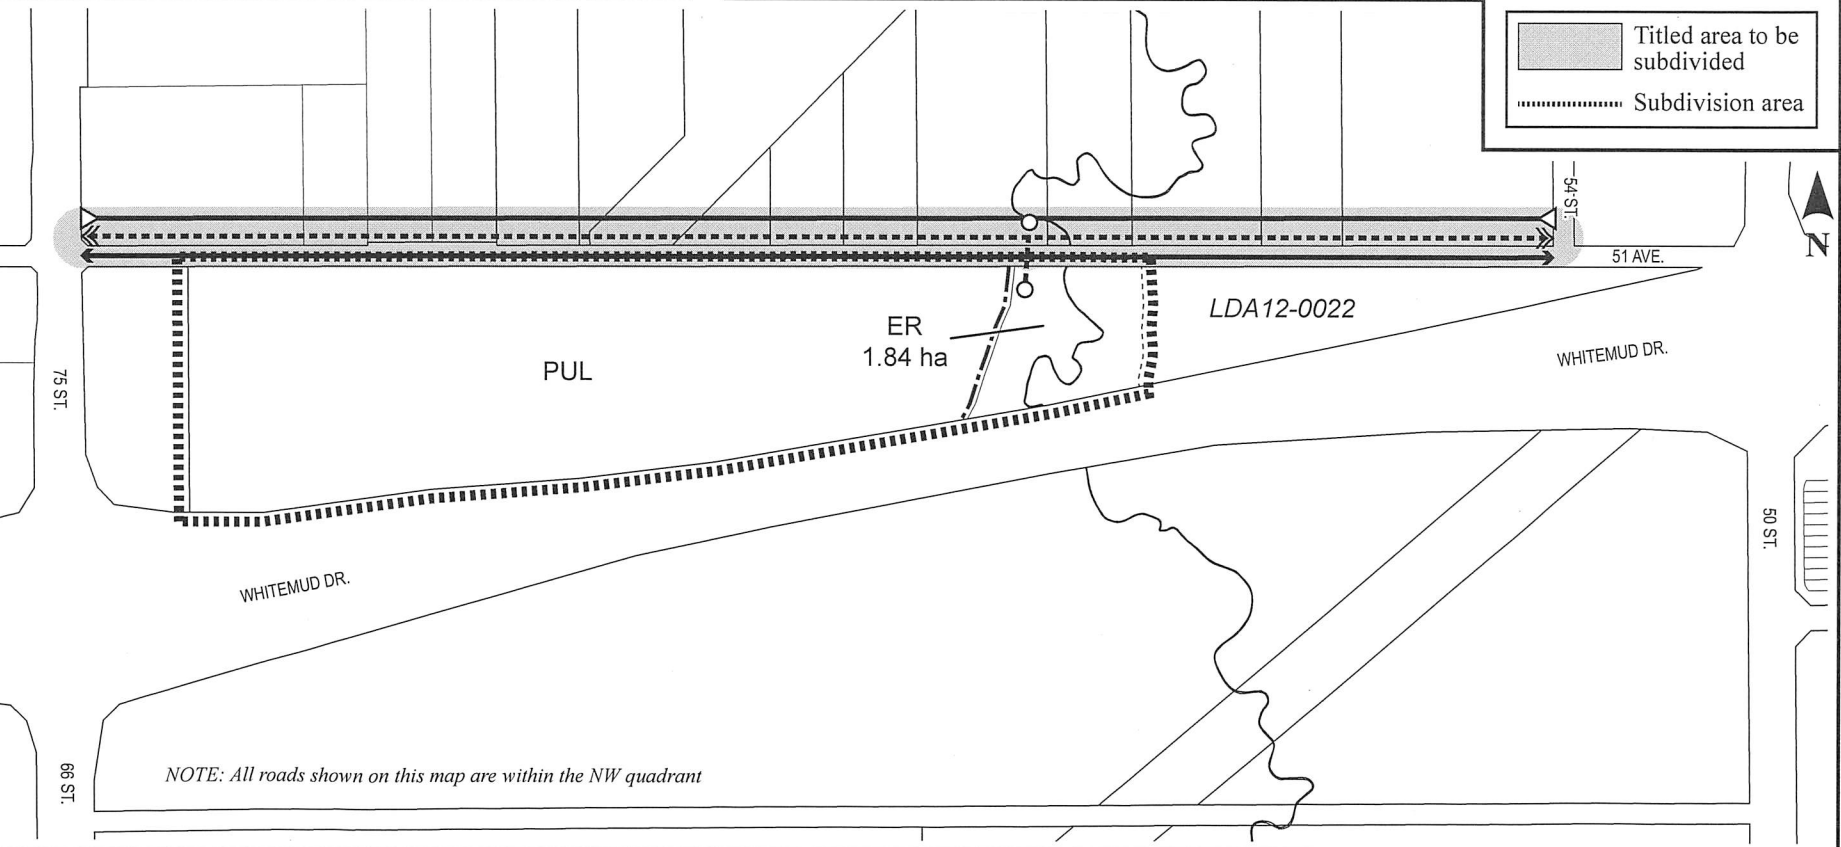 Titled area to be
subdivided
Subdivision area
54 ST.
N
51 AVE.
LDA12-0022
ER
1.84 ha
WHITEMUD DR.
PUL
75 ST.
50 ST.
WHITEMUD DR.
NOTE: All roads shown on this map are within the NW quadrant
66 ST.